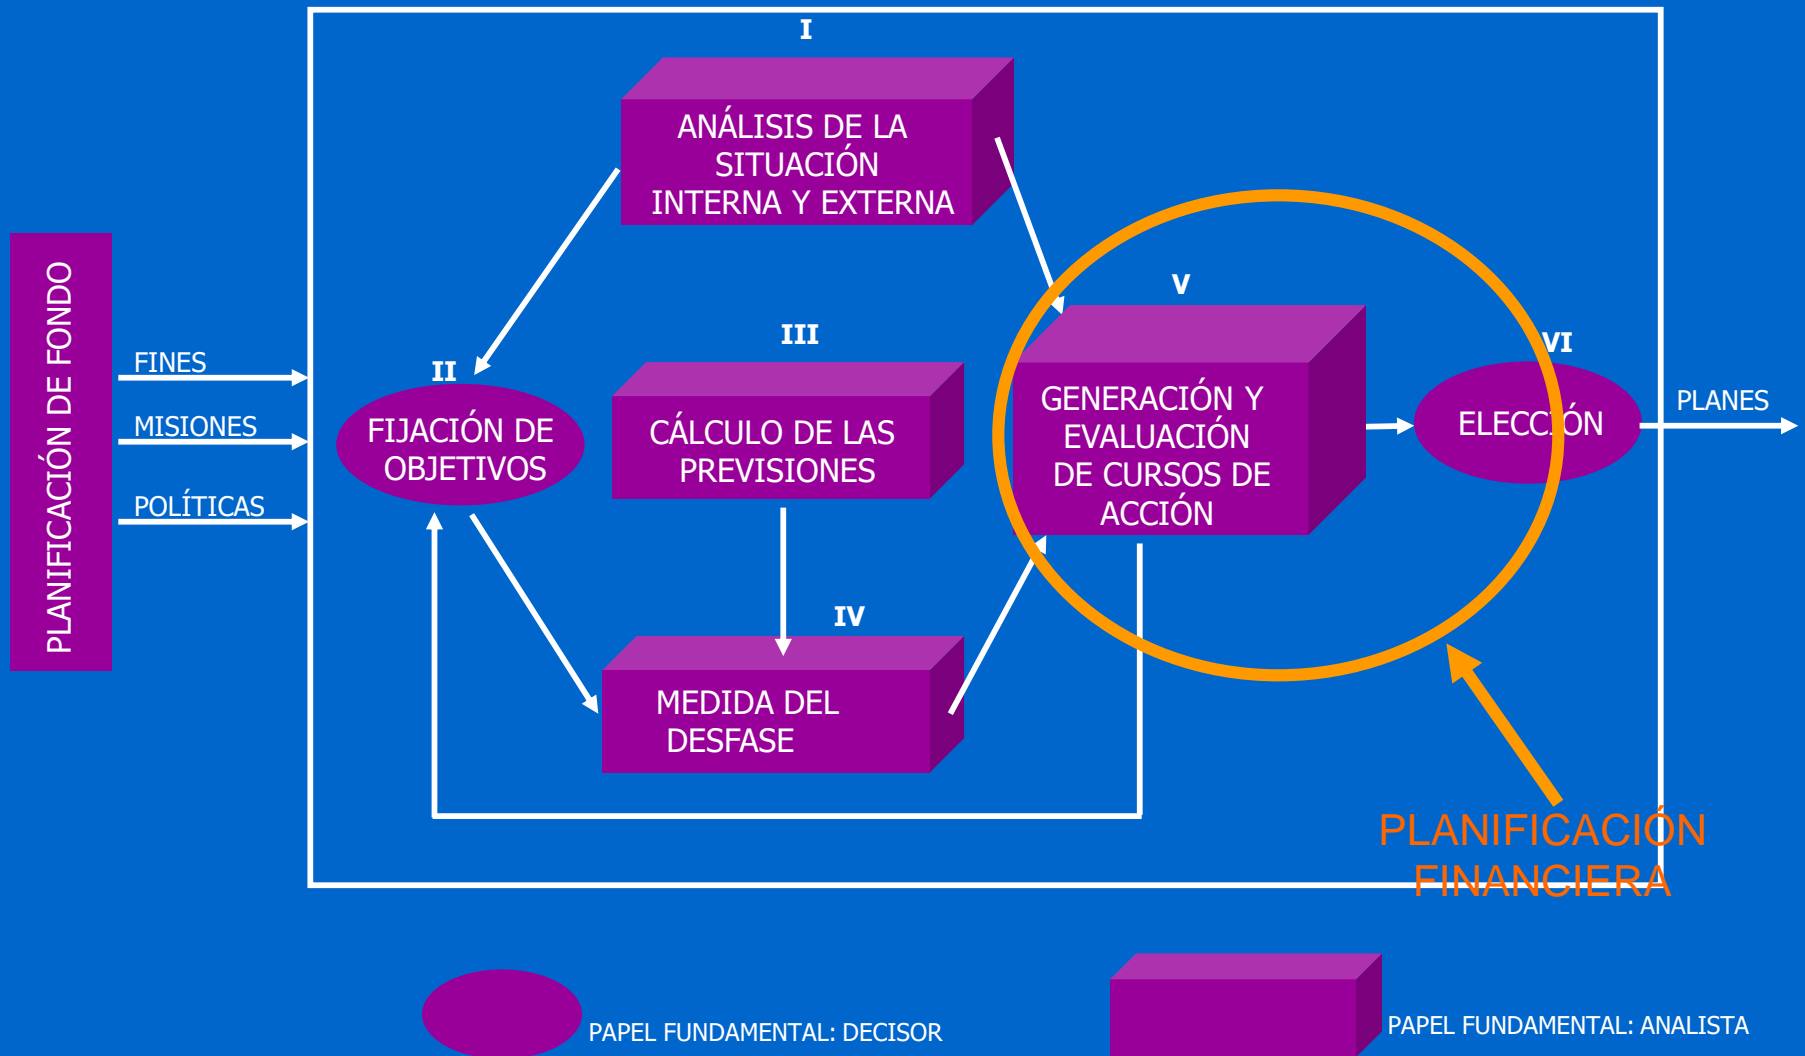 I
ANÁLISIS DE LA
SITUACIÓN
INTERNA Y EXTERNA
PLANIFICACIÓN DE FONDO
FINES
MISIONES
POLÍTICAS
II
FIJACIÓN DE
OBJETIVOS
III
CÁLCULO DE LAS
PREVISIONES
IV
MEDIDA DEL
DESFASE
V
GENERACIÓN Y
EVALUACIÓN
DE CURSOS DE
ACCIÓN
VI
ELECCIÓN
PLANES
PLANIFICACIÓN
FINANCIERA
PAPEL FUNDAMENTAL: DECISOR
PAPEL FUNDAMENTAL: ANALISTA